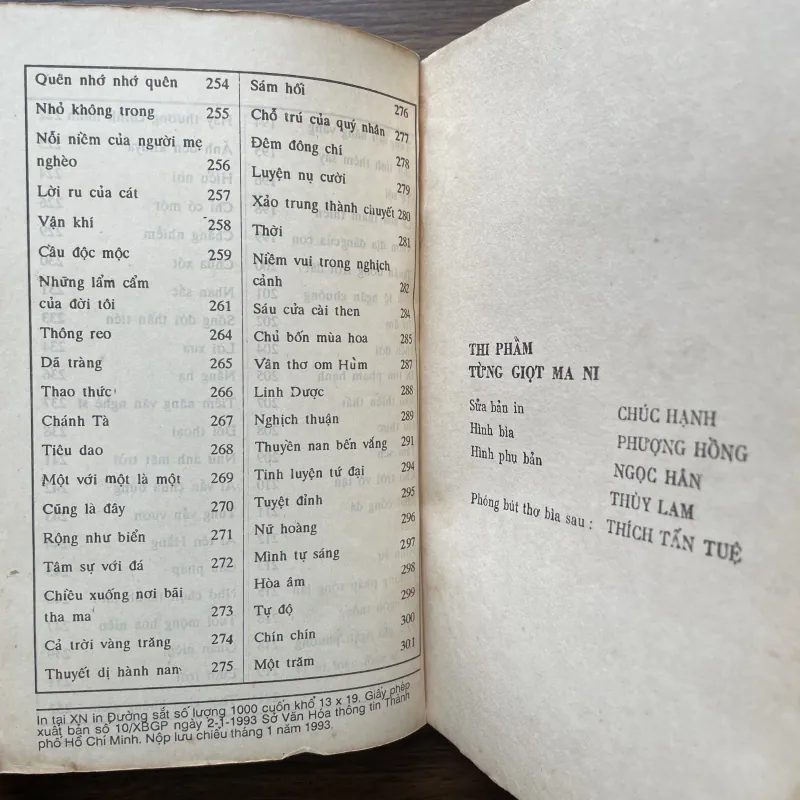 Quên nhớ nhớ quên 254
Nhỏ không trong 255
Nỗi niềm của người mẹ
nghèo 256
Lời ru của cát 257
Vận khí 258
Cầu độc mộc 259
Những lẩm cẩm
của đời tôi 261
Thông reo 264
Dã tràng 265
Thao thức 266
Chánh Tà 267
Tiêu dao 268
Một với một là một 269
Cũng là đây 270
Rộng như biển 271
Tâm sự với đá 272
Chiều xuống nơi bãi
tha ma 273
Cả trời vàng trăng 274
Thuyết dị hành nan 275
Sám hối 276
Chỗ trú của quý nhân 277
Đêm đông chí 278
Luyện nụ cười 279
Xảo trung thành chuyết 280
Thời 281
Niềm vui trong nghịch
cảnh 282
Sáu cửa cài then 284
Chủ bốn mùa hoa 285
Vần thơ om Hùm 287
Linh Dược 288
Nghịch thuận 289
Thuyền nan bến vắng 291
Tinh luyện tứ đại 294
Tuyệt đỉnh 295
Nữ hoàng 296
Mình tự sáng 297
Hòa âm 298
Tự độ 299
Chín chín 300
Một trăm 301
In tại XN in Đường sắt số lượng 1000 cuốn khổ 13 x 19. Giấy phép
xuất bản số 10/XBGP ngày 2-1-1993 Sở Văn Hóa thông tin Thành
phố Hồ Chí Minh. Nộp lưu chiểu tháng 1 năm 1993.
THI PHẨM
TỪNG GIỌT MA NI
Sửa bản in CHÚC HẠNH
Hình bìa PHƯỢNG HỒNG
Hình phụ bản NGỌC HÂN
THÙY LAM
Phóng bút thơ bìa sau : THÍCH TẤN TUỆ